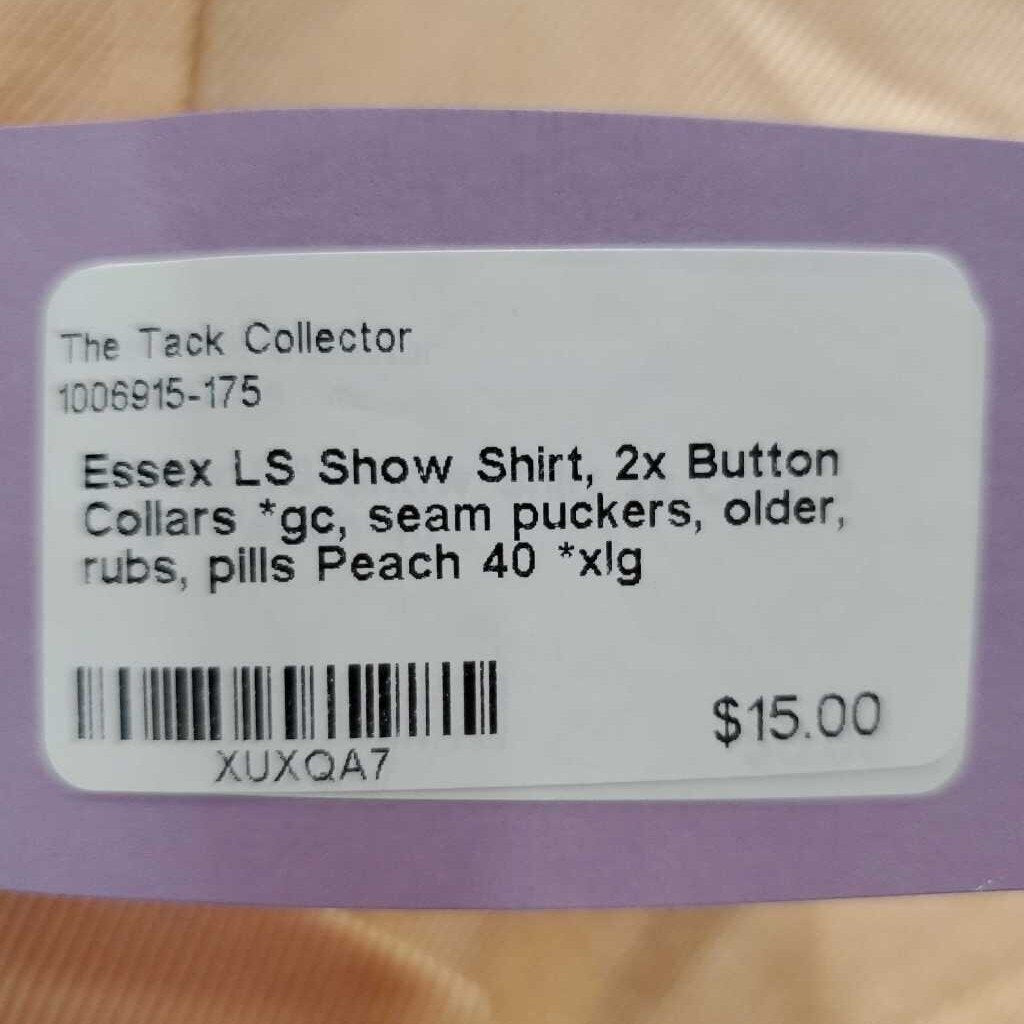 The Tack Collector
1006915-175
Essex LS Show Shirt, 2x Button
Collars *gc, seam puckers, older,
rubs, pills Peach 40 *xlg
XUXQA7
$15.00